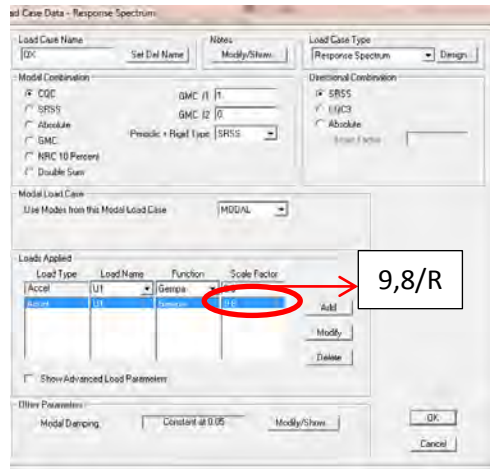 ad Case Data - Response Spectrum
Load Case Name
QX
Set Def Name
Notes
Modify/Show...
Load Case Type
Response Spectrum
Design...
Modal Combination
CQC
SRSS
Absolute
GMC
NRC 10 Percent
Double Sum
GMC f1 1.
GMC f2 0.
Periodic + Rigid Type SRSS
Directional Combination
SRSS
CQC3
Absolute
Scale Factor
Modal Load Case
Use Modes from this Modal Load Case
MODAL
Loads Applied
Load Type Load Name Function Scale Factor
Accel U1 Gempa 9.8
Accel U1 Gempa 9.8
9,8/R
Add
Modify
Delete
Show Advanced Load Parameters
Other Parameters
Modal Damping Constant at 0.05 Modify/Show...
OK
Cancel